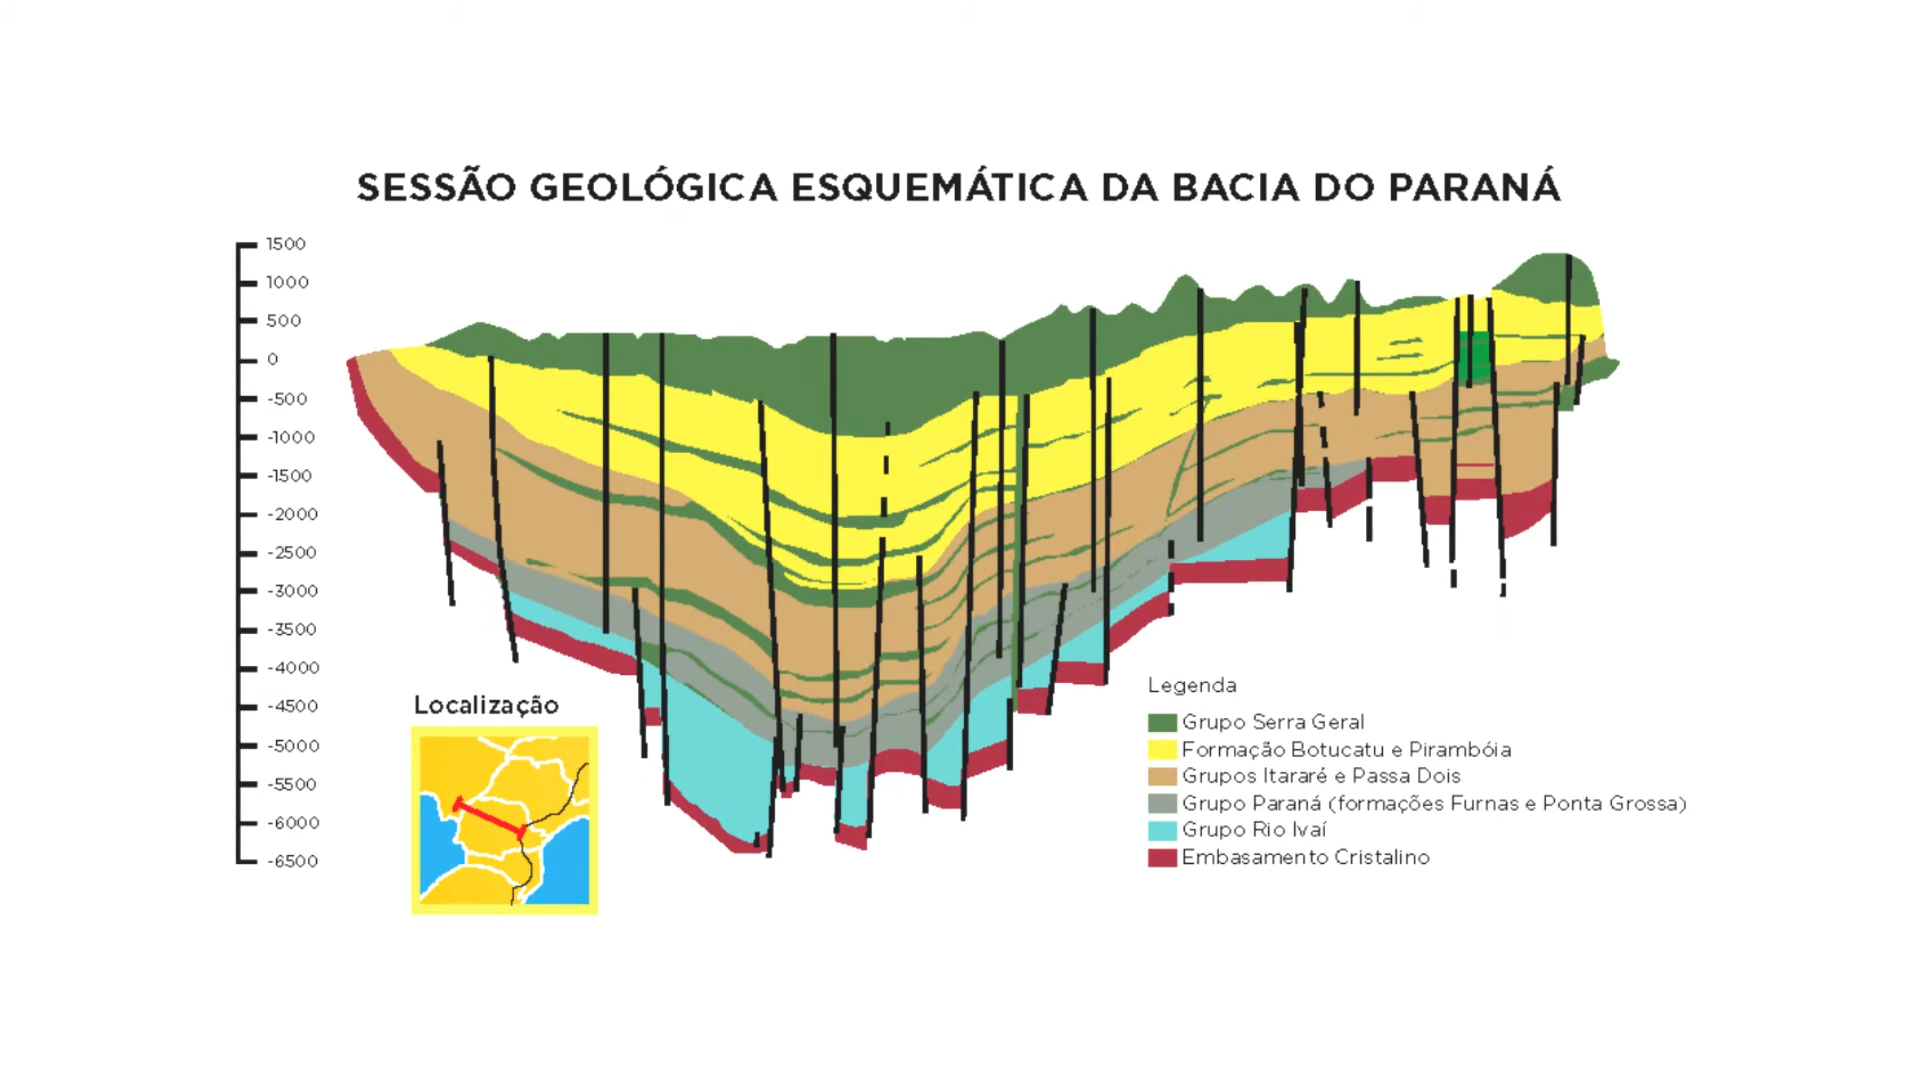 SESSÃO GEOLÓGICA ESQUEMÁTICA DA BACIA DO PARANÁ
1500
1000
500
0
-500
-1000
-1500
-2000
-2500
-3000
-3500
-4000
-4500
-5000
-5500
-6000
-6500
Localização
Legenda
Grupo Serra Geral
Formação Botucatu e Pirambóia
Grupos Itararé e Passa Dois
Grupo Paraná (formações Furnas e Ponta Grossa)
Grupo Rio Ivaí
Embasamento Cristalino